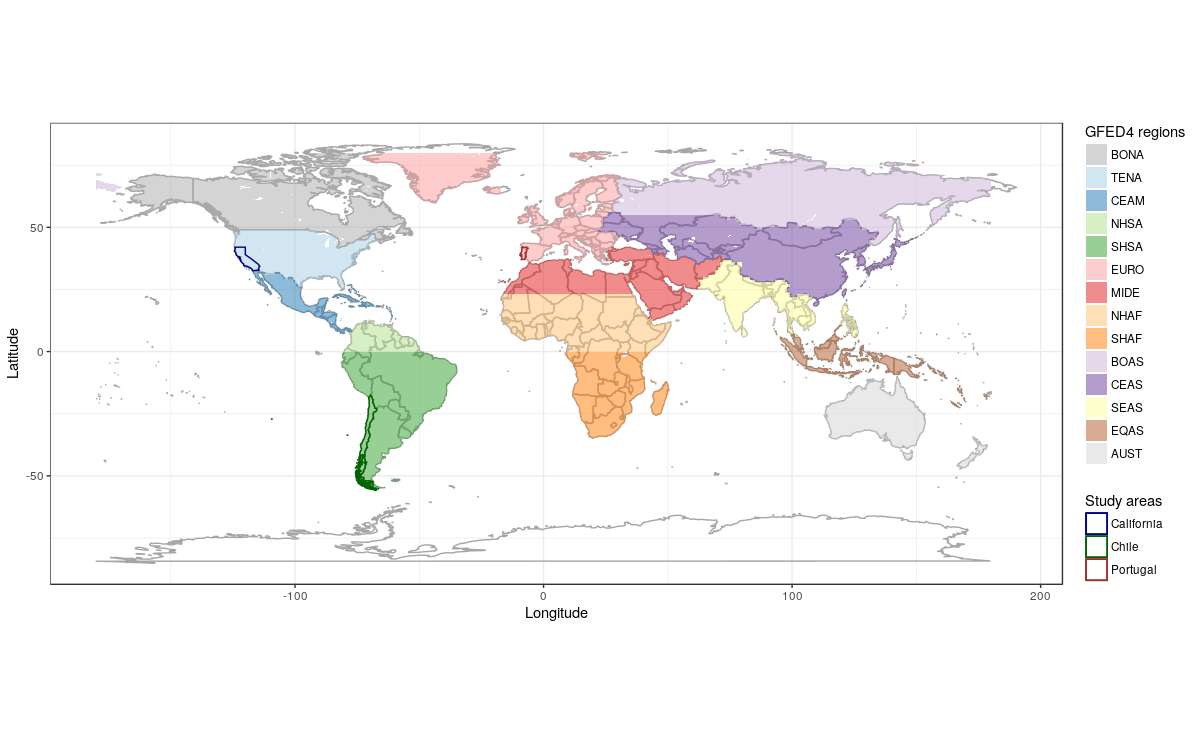 GFED4 regions
BONA
TENA
CEAM
NHSA
SHSA
EURO
MIDE
NHAF
SHAF
BOAS
CEAS
SEAS
EQAS
AUST
Study areas
California
Chile
Portugal
Latitude
50
0
-50
-100
0
100
200
Longitude